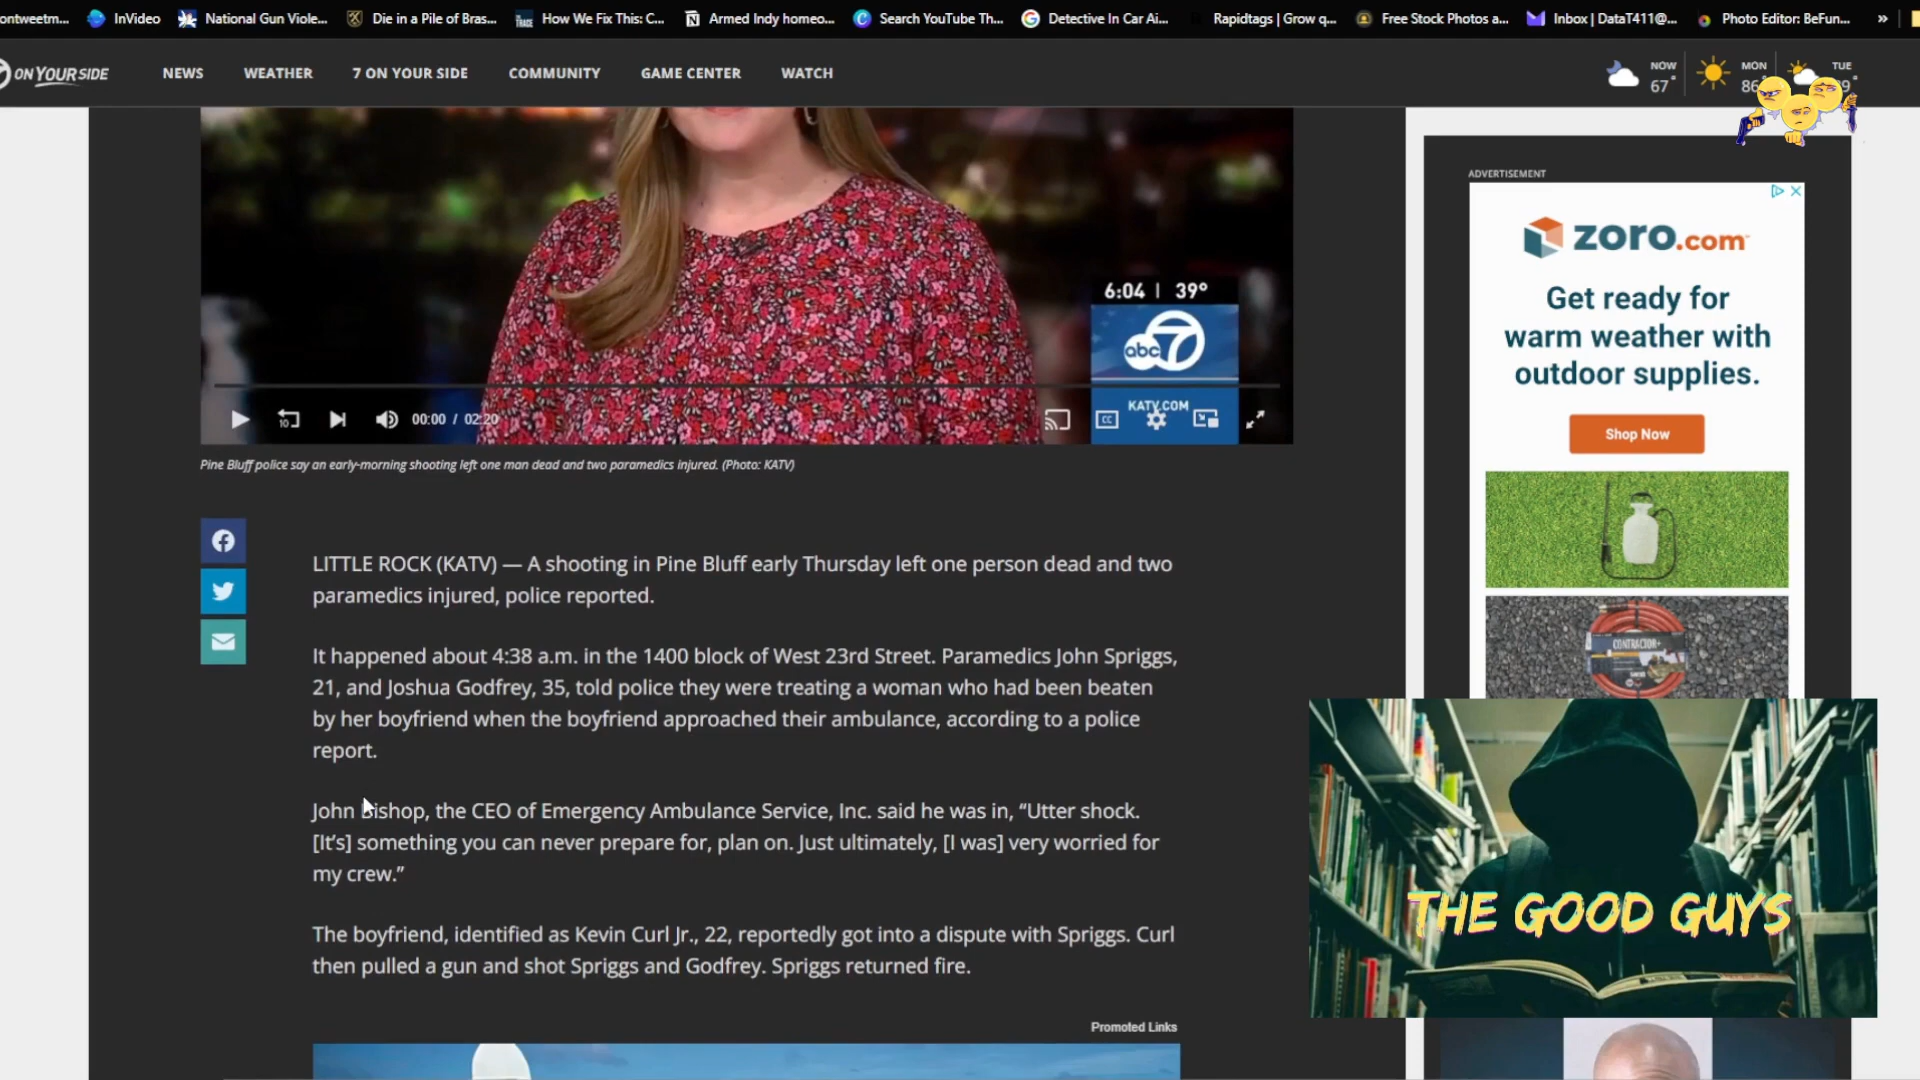 ontweetm...
InVideo
National Gun Viole...
Die in a Pile of Bras...
How We Fix This: C...
Armed Indy homeo...
Search YouTube Th...
Detective In Car Ai...
Rapidtags | Grow q...
Free Stock Photos a...
Inbox | DataT411@...
Photo Editor: BeFun...
»
ON YOUR SIDE
NEWS
WEATHER
7 ON YOUR SIDE
COMMUNITY
GAME CENTER
WATCH
NOW
67°
MON
86
TUE
ADVERTISEMENT
zoro.com
Get ready for
warm weather with
outdoor supplies.
Shop Now
6:04 | 39°
abc 7
KATV.COM
10
00:00 / 02:20
CC
Pine Bluff police say an early-morning shooting left one man dead and two paramedics injured. (Photo: KATV)
LITTLE ROCK (KATV) — A shooting in Pine Bluff early Thursday left one person dead and two
paramedics injured, police reported.
It happened about 4:38 a.m. in the 1400 block of West 23rd Street. Paramedics John Spriggs,
21, and Joshua Godfrey, 35, told police they were treating a woman who had been beaten
by her boyfriend when the boyfriend approached their ambulance, according to a police
report.
John Bishop, the CEO of Emergency Ambulance Service, Inc. said he was in, “Utter shock.
[It’s] something you can never prepare for, plan on. Just ultimately, [I was] very worried for
my crew.”
The boyfriend, identified as Kevin Curl Jr., 22, reportedly got into a dispute with Spriggs. Curl
then pulled a gun and shot Spriggs and Godfrey. Spriggs returned fire.
Promoted Links
CONTRACTOR+
THE GOOD GUYS